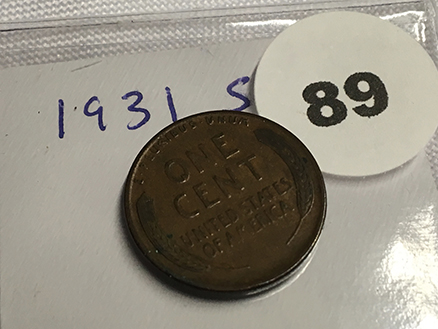 1931 S
89
E PLURIBUS UNUM
ONE
CENT
UNITED STATES
OF AMERICA